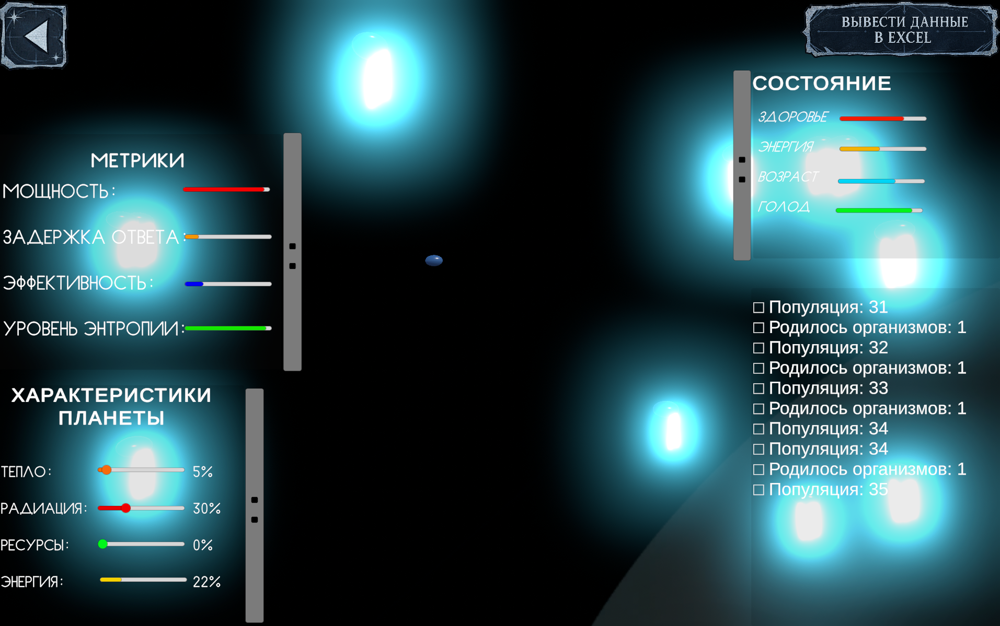 ВЫВЕСТИ ДАННЫЕ
В EXCEL
СОСТОЯНИЕ
ЗДОРОВЬЕ
ЭНЕРГИЯ
ВОЗРАСТ
ГОЛОД
МЕТРИКИ
МОЩНОСТЬ:
ЗАДЕРЖКА ОТВЕТА:
ЭФФЕКТИВНОСТЬ:
УРОВЕНЬ ЭНТРОПИИ:
ХАРАКТЕРИСТИКИ
ПЛАНЕТЫ
ТЕПЛО: 5%
РАДИАЦИЯ: 30%
РЕСУРСЫ: 0%
ЭНЕРГИЯ: 22%
□ Популяция: 31
□ Родилось организмов: 1
□ Популяция: 32
□ Родилось организмов: 1
□ Популяция: 33
□ Родилось организмов: 1
□ Популяция: 34
□ Популяция: 34
□ Родилось организмов: 1
□ Популяция: 35